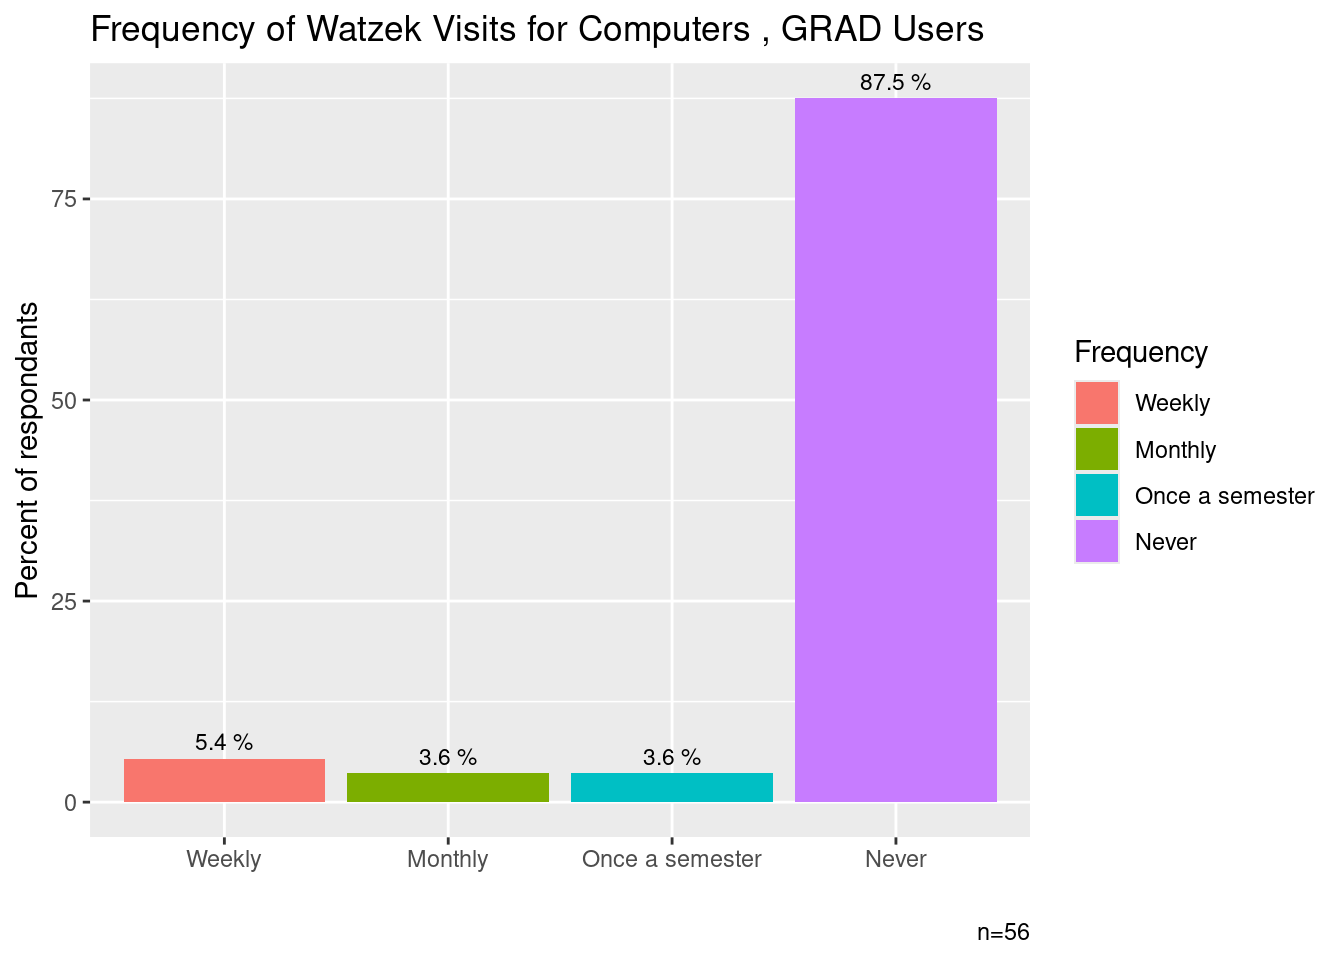 Frequency of Watzek Visits for Computers , GRAD Users
87.5 %
75
50
25
0
Percent of respondants
5.4 %
3.6 %
3.6 %
Weekly
Monthly
Once a semester
Never
Frequency
Weekly
Monthly
Once a semester
Never
n=56